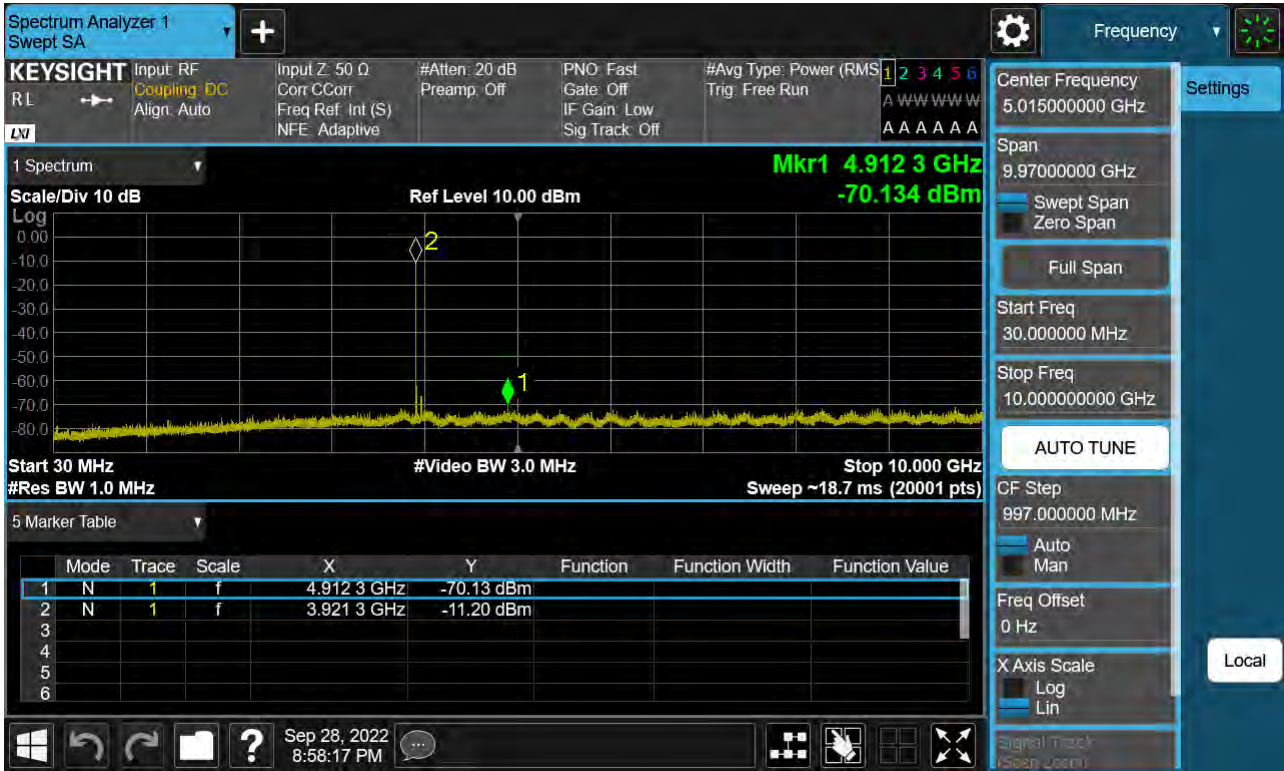 Spectrum Analyzer 1
Swept SA
+
Frequency
KEYSIGHT
RL
LXI
Input: RF
Coupling: DC
Align: Auto
Input Z: 50 Ω
Corr CCorr
Freq Ref: Int (S)
NFE: Adaptive
#Atten: 20 dB
Preamp: Off
PNO: Fast
Gate: Off
IF Gain: Low
Sig Track: Off
#Avg Type: Power (RMS
Trig: Free Run
1 2 3 4 5 6
A W W W W W
A A A A A A
1 Spectrum
Scale/Div 10 dB
Ref Level 10.00 dBm
Mkr1 4.912 3 GHz
-70.134 dBm
Log
0.00
-10.0
-20.0
-30.0
-40.0
-50.0
-60.0
-70.0
-80.0
2
1
Start 30 MHz
#Video BW 3.0 MHz
Stop 10.000 GHz
#Res BW 1.0 MHz
Sweep ~18.7 ms (20001 pts)
5 Marker Table
Mode Trace Scale X Y Function Function Width Function Value
1 N 1 f 4.912 3 GHz -70.13 dBm
2 N 1 f 3.921 3 GHz -11.20 dBm
3
4
5
6
?
Sep 28, 2022
8:58:17 PM
Center Frequency
5.015000000 GHz
Settings
Span
9.97000000 GHz
Swept Span
Zero Span
Full Span
Start Freq
30.000000 MHz
Stop Freq
10.000000000 GHz
AUTO TUNE
CF Step
997.000000 MHz
Auto
Man
Freq Offset
0 Hz
X Axis Scale
Log
Lin
Local
Signal Track
(Span Zoom)